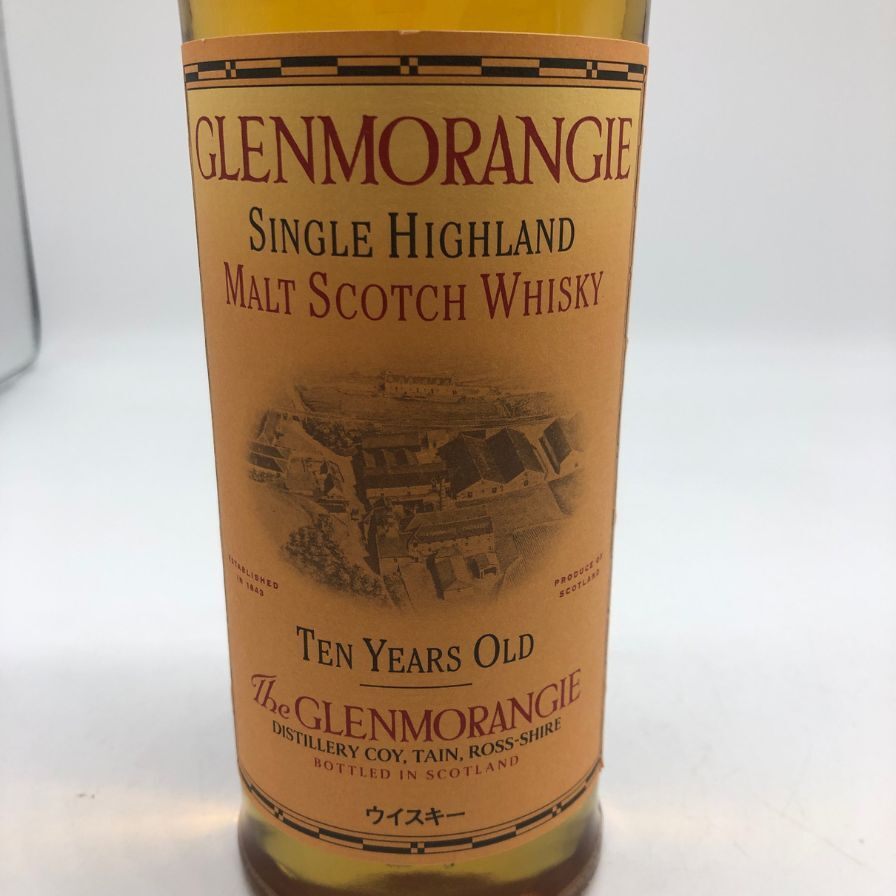 GLENMORANGIE
SINGLE HIGHLAND
MALT SCOTCH WHISKY
ESTABLISHED
IN 1843
PRODUCE OF
SCOTLAND
TEN YEARS OLD
The GLENMORANGIE
DISTILLERY COY, TAIN, ROSS-SHIRE
BOTTLED IN SCOTLAND
ウイスキー